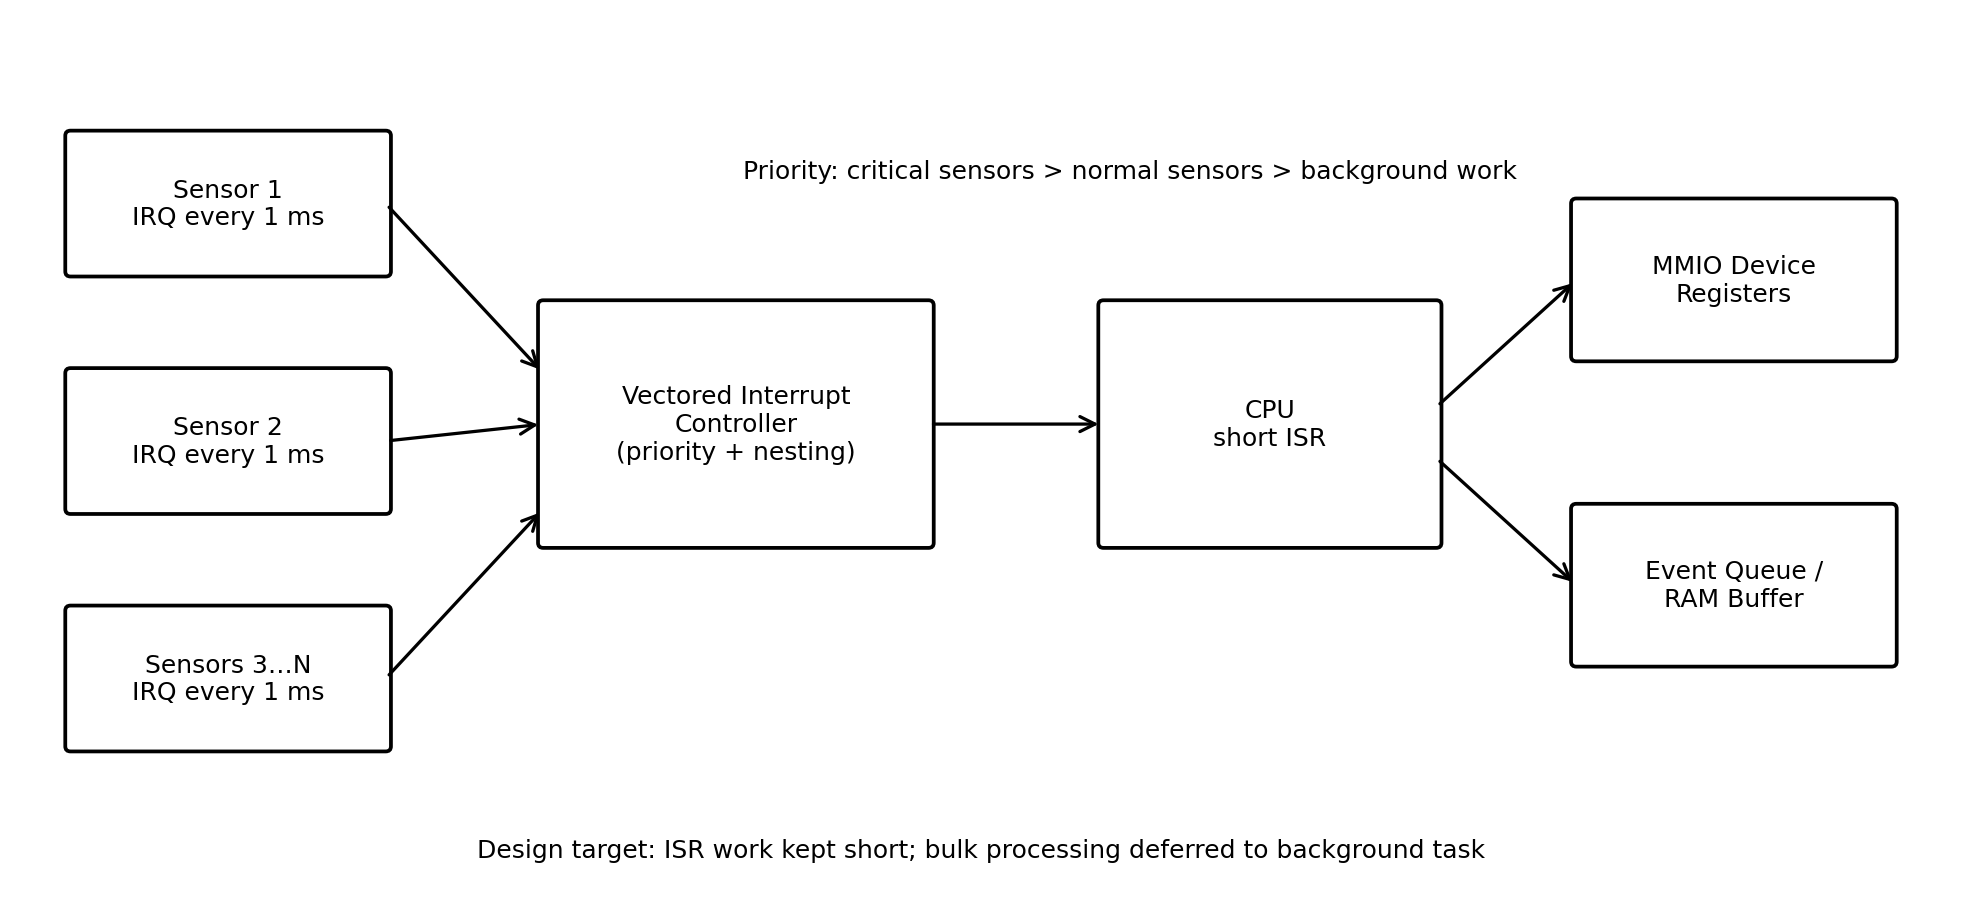 Priority: critical sensors > normal sensors > background work
Sensor 1
IRQ every 1 ms
Sensor 2
IRQ every 1 ms
Sensors 3...N
IRQ every 1 ms
Vectored Interrupt
Controller
(priority + nesting)
CPU
short ISR
MMIO Device
Registers
Event Queue /
RAM Buffer
Design target: ISR work kept short; bulk processing deferred to background task